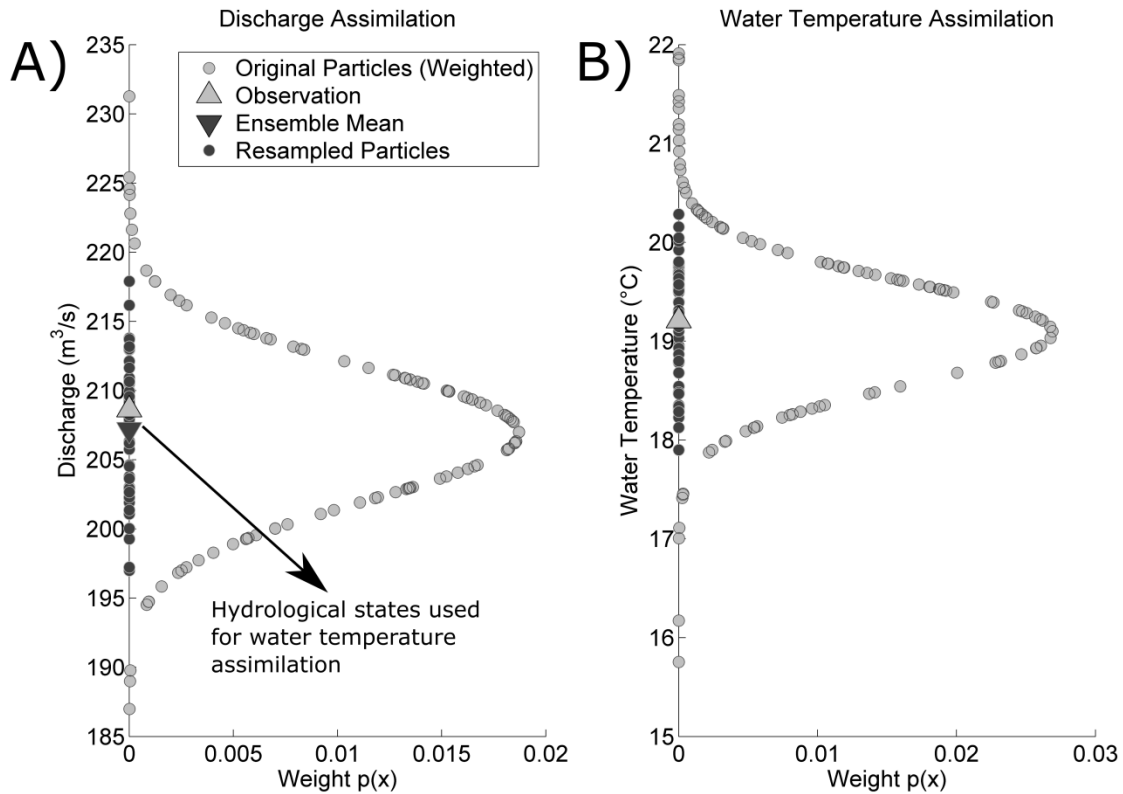 Discharge Assimilation
A)
235
230
225
220
215
210
205
200
195
190
185
Discharge (m³/s)
Original Particles (Weighted)
Observation
Ensemble Mean
Resampled Particles
Hydrological states used
for water temperature
assimilation
0
0.005
0.01
0.015
0.02
Weight p(x)
Water Temperature Assimilation
B)
22
21
20
19
18
17
16
15
Water Temperature (°C)
0
0.01
0.02
0.03
Weight p(x)